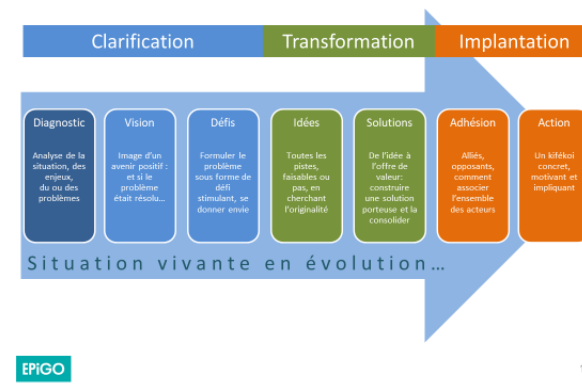 Clarification
Transformation
Implantation
Diagnostic
Analyse de la
situation, des
enjeux,
du ou des
problèmes
Vision
Image d'un
avenir positif :
et si le
problème
était résolu…
Défis
Formuler le
problème
sous forme de
défi
stimulant, se
donner envie
Idées
Toutes les
pistes,
faisables ou
pas, en
cherchant
l'originalité
Solutions
De l'idée à
l'offre de
valeur:
construire
une solution
porteuse et la
consolider
Adhésion
Alliés,
opposants,
comment
associer
l'ensemble
des acteurs
Action
Un kifékoi
concret,
motivant et
impliquant
Situation vivante en évolution…
EPiGO